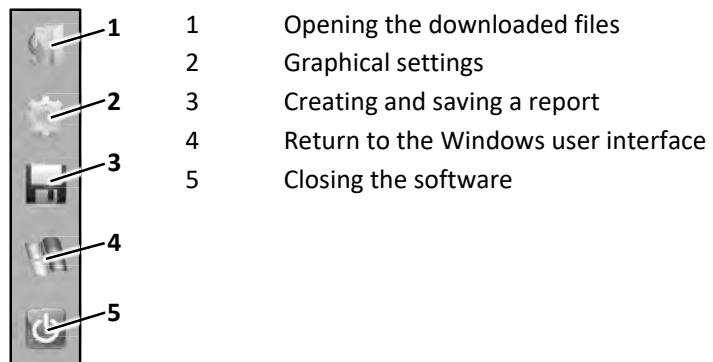 1 1 Opening the downloaded files
2 2 Graphical settings
3 3 Creating and saving a report
4 4 Return to the Windows user interface
5 5 Closing the software